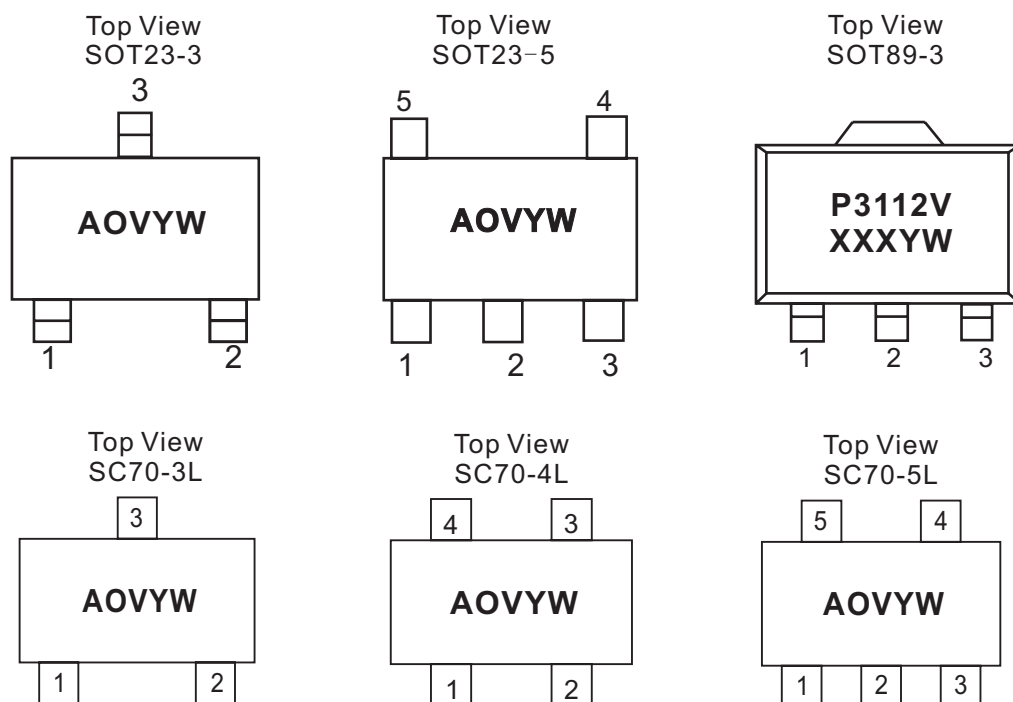 Top View
SOT23-3
3
AOVYW
1 2
Top View
SOT23-5
5 4
AOVYW
1 2 3
Top View
SOT89-3
P3112V
XXXYW
1 2 3
Top View
SC70-3L
3
AOVYW
1 2
Top View
SC70-4L
4 3
AOVYW
1 2
Top View
SC70-5L
5 4
AOVYW
1 2 3